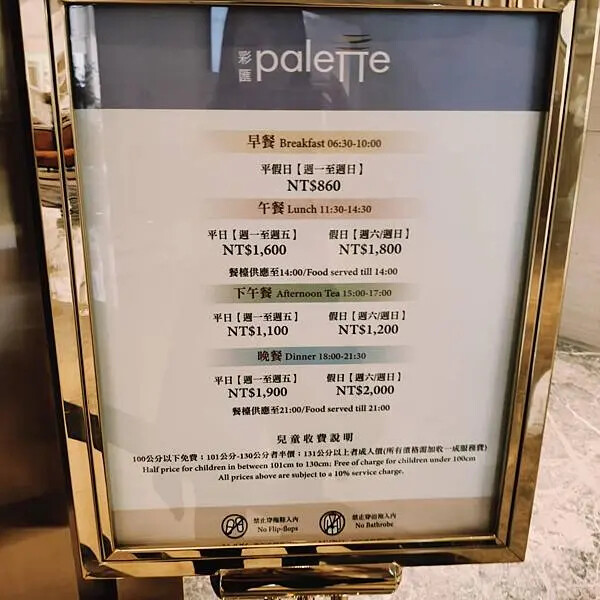 彩匯 palette
早餐 Breakfast 06:30-10:00
平假日【週一至週日】
NT$860
午餐 Lunch 11:30-14:30
平日【週一至週五】 假日【週六/週日】
NT$1,600 NT$1,800
餐檯供應至14:00/Food served till 14:00
下午餐 Afternoon Tea 15:00-17:00
平日【週一至週五】 假日【週六/週日】
NT$1,100 NT$1,200
晚餐 Dinner 18:00-21:30
平日【週一至週五】 假日【週六/週日】
NT$1,900 NT$2,000
餐檯供應至21:00/Food served till 21:00
兒童收費說明
100公分以下免費；101公分-130公分者半價；131公分以上者成人價(所有價格需加收一成服務費)
Half price for children in between 101cm to 130cm; Free of charge for children under 100cm
All prices above are subject to a 10% service charge.
禁止穿拖鞋入內 禁止穿浴袍入內
No Flip-flops No Bathrobe